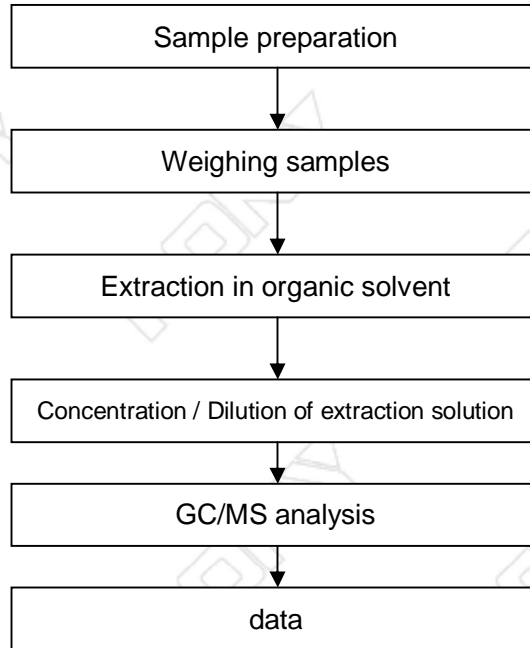 Sample preparation
Weighing samples
Extraction in organic solvent
Concentration / Dilution of extraction solution
GC/MS analysis
data